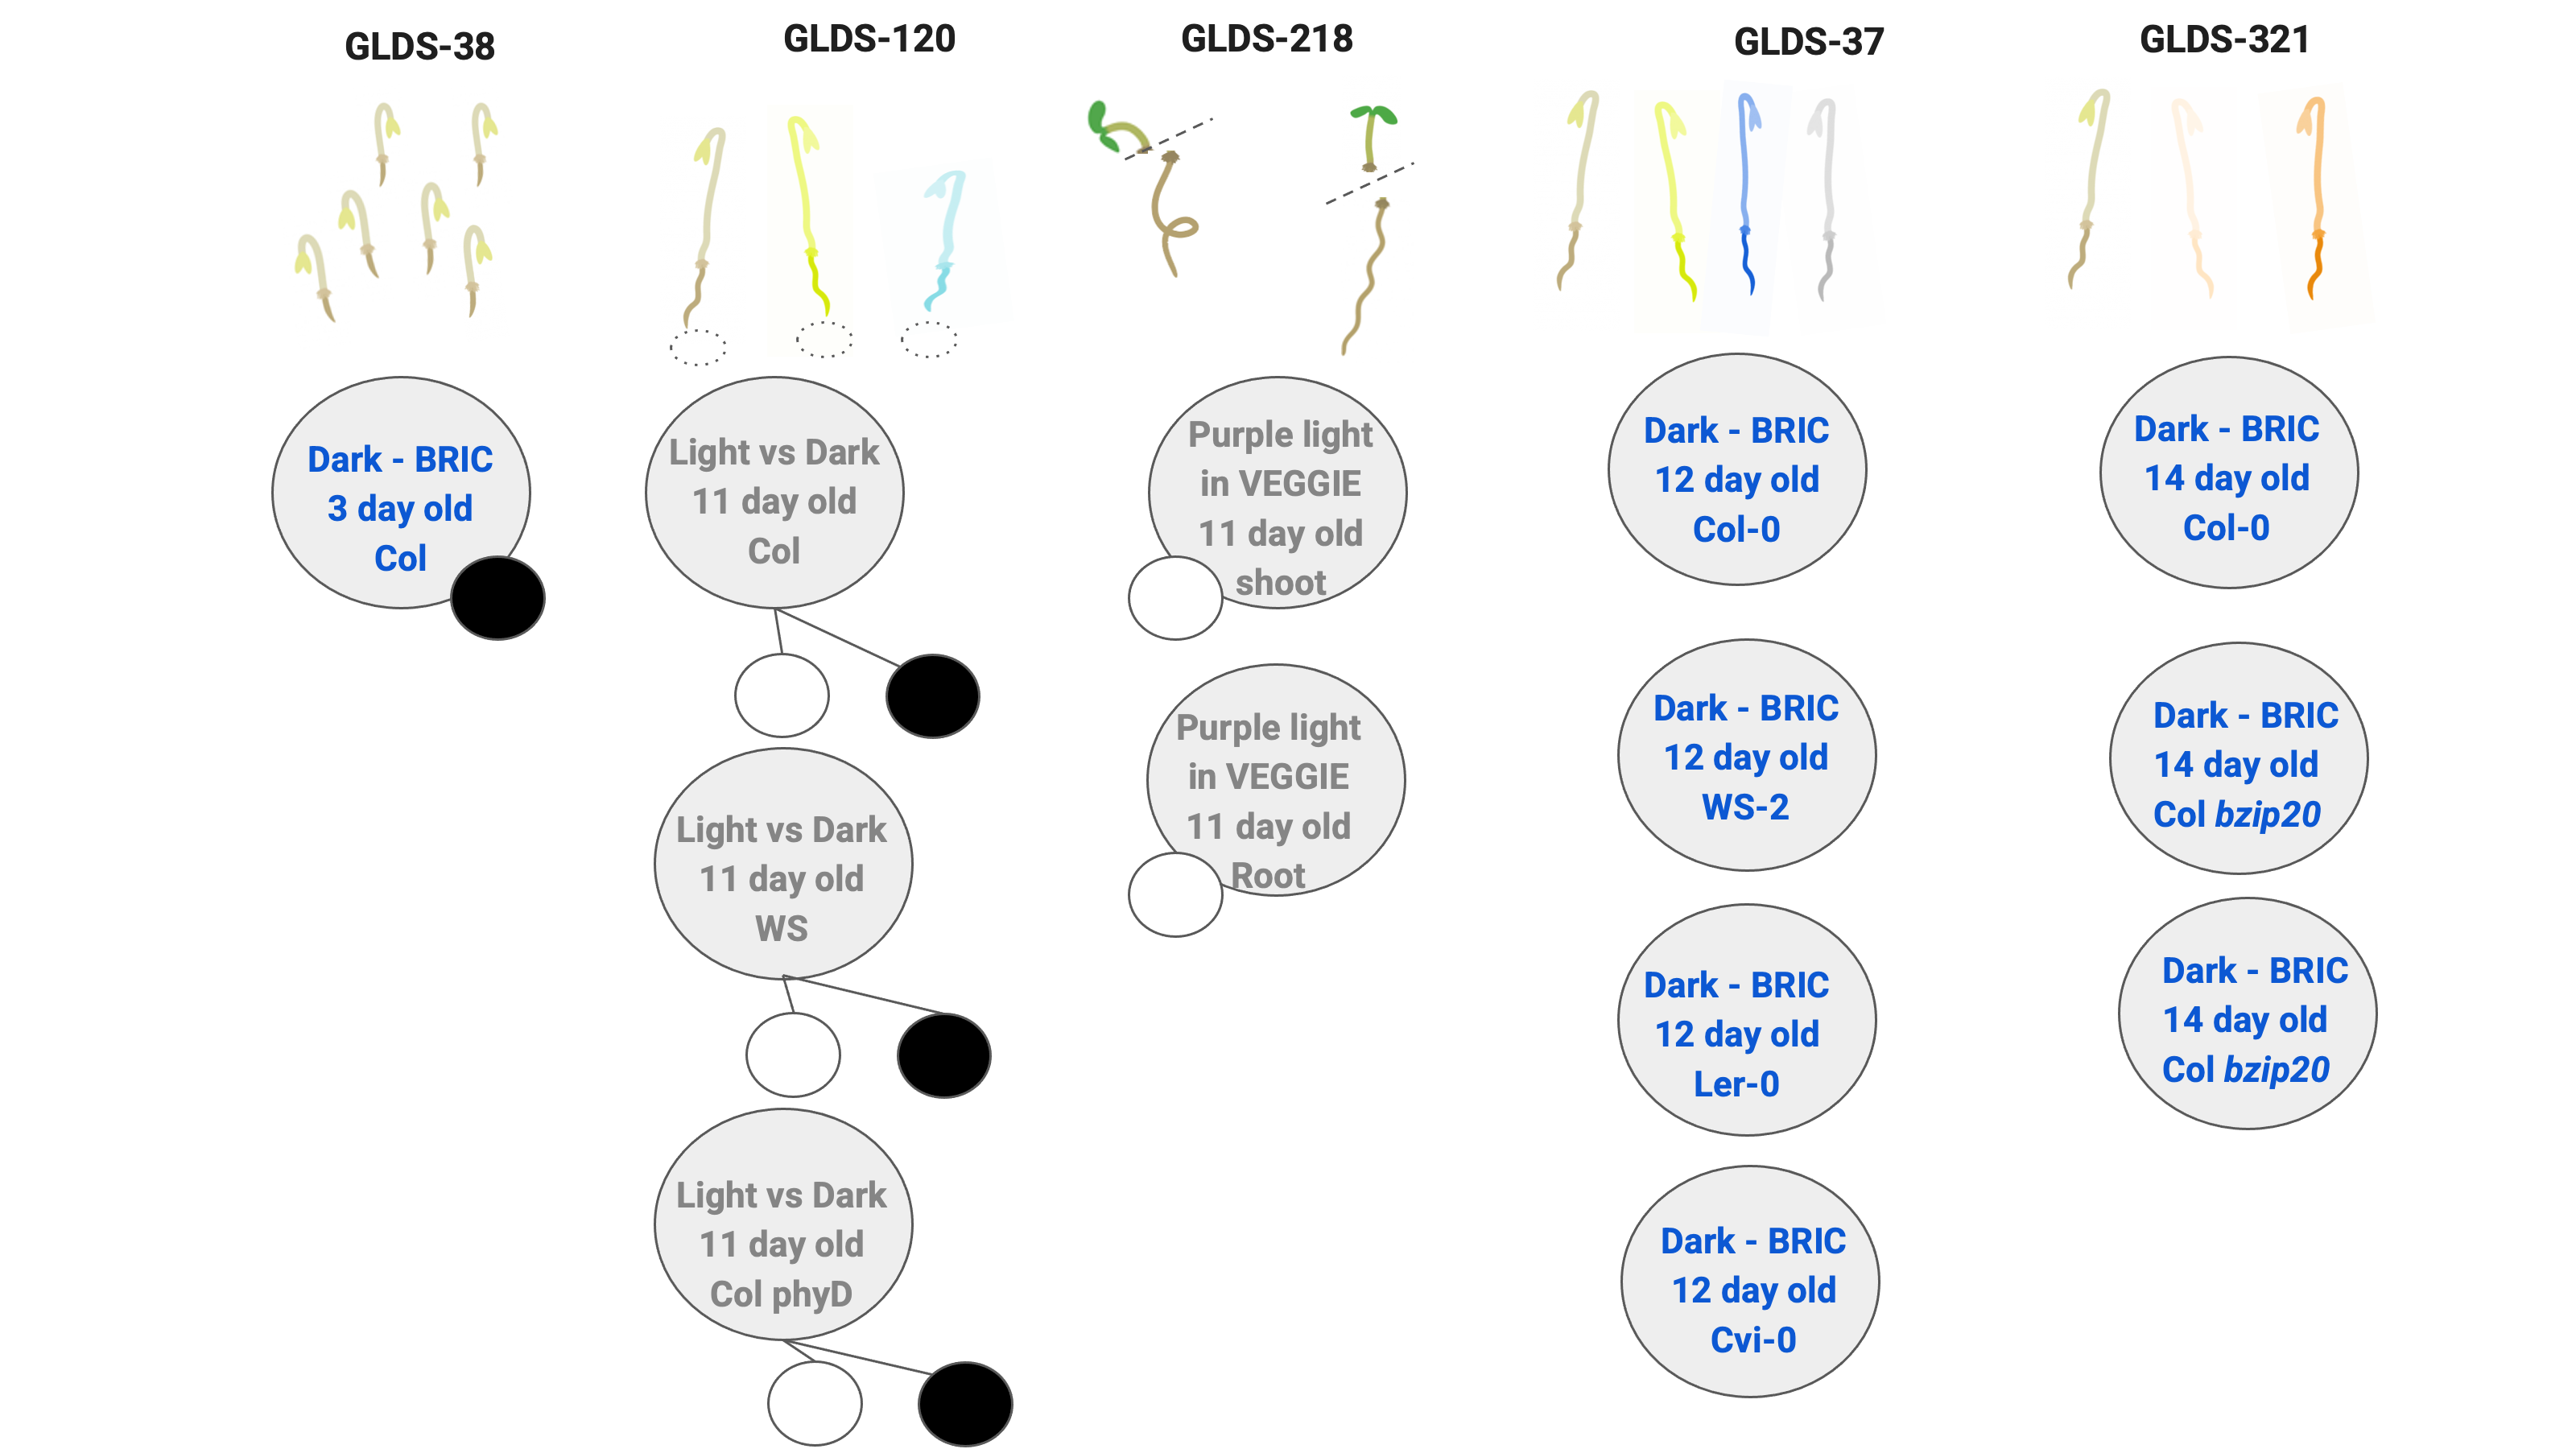 GLDS-38
Dark - BRIC
3 day old
Col
GLDS-120
Light vs Dark
11 day old
Col
Light vs Dark
11 day old
WS
Light vs Dark
11 day old
Col phyD
GLDS-218
Purple light
in VEGGIE
11 day old
shoot
Purple light
in VEGGIE
11 day old
Root
GLDS-37
Dark - BRIC
12 day old
Col-0
Dark - BRIC
12 day old
WS-2
Dark - BRIC
12 day old
Ler-0
Dark - BRIC
12 day old
Cvi-0
GLDS-321
Dark - BRIC
14 day old
Col-0
Dark - BRIC
14 day old
Col bzip20
Dark - BRIC
14 day old
Col bzip20